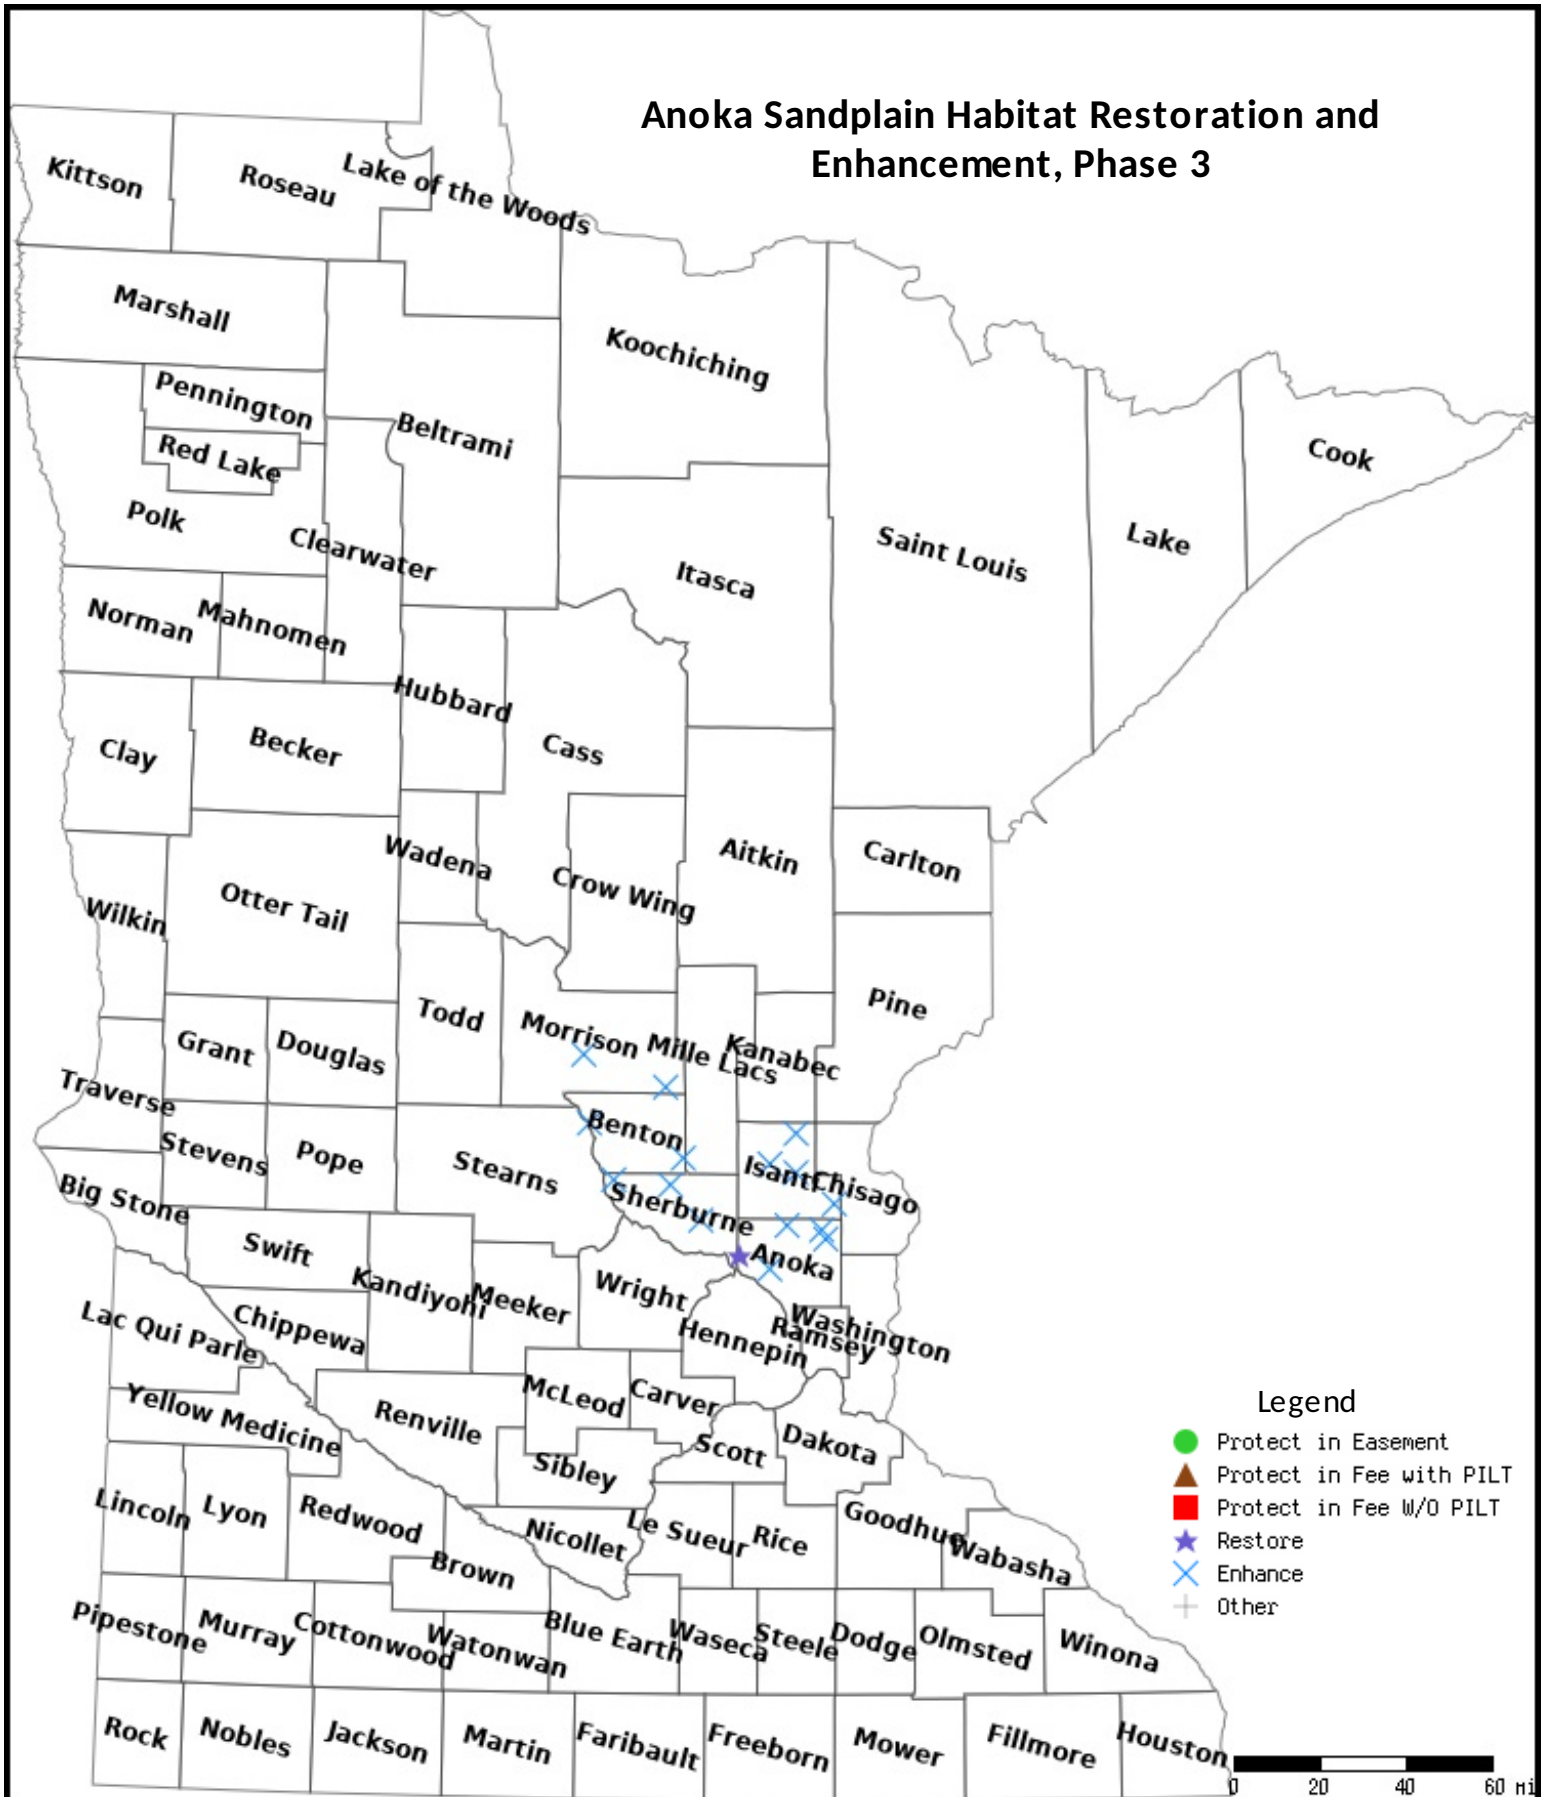 Anoka Sandplain Habitat Restoration and
Enhancement, Phase 3
Kittson
Roseau
Lake of the Woods
Marshall
Koochiching
Pennington
Beltrami
Red Lake
Cook
Polk
Clearwater
Saint Louis
Lake
Itasca
Norman
Mahnomen
Hubbard
Clay
Becker
Cass
Wadena
Aitkin
Carlton
Otter Tail
Crow Wing
Wilkin
Pine
Todd
Morrison
Grant
Douglas
Mille Lacs
Kanabec
Traverse
Benton
Stevens
Pope
Stearns
Isanti
Chisago
Big Stone
Sherburne
Swift
Anoka
Kandiyohi
Meeker
Wright
Lac Qui Parle
Chippewa
Hennepin
Ramsey
Washington
McLeod
Carver
Yellow Medicine
Renville
Scott
Dakota
Sibley
Lincoln
Lyon
Redwood
Nicollet
Le Sueur
Rice
Goodhue
Wabasha
Brown
Pipestone
Murray
Cottonwood
Watonwan
Blue Earth
Waseca
Steele
Dodge
Olmsted
Winona
Rock
Nobles
Jackson
Martin
Faribault
Freeborn
Mower
Fillmore
Houston
Legend
Protect in Easement
Protect in Fee with PILT
Protect in Fee W/O PILT
Restore
Enhance
Other
0 20 40 60 mi